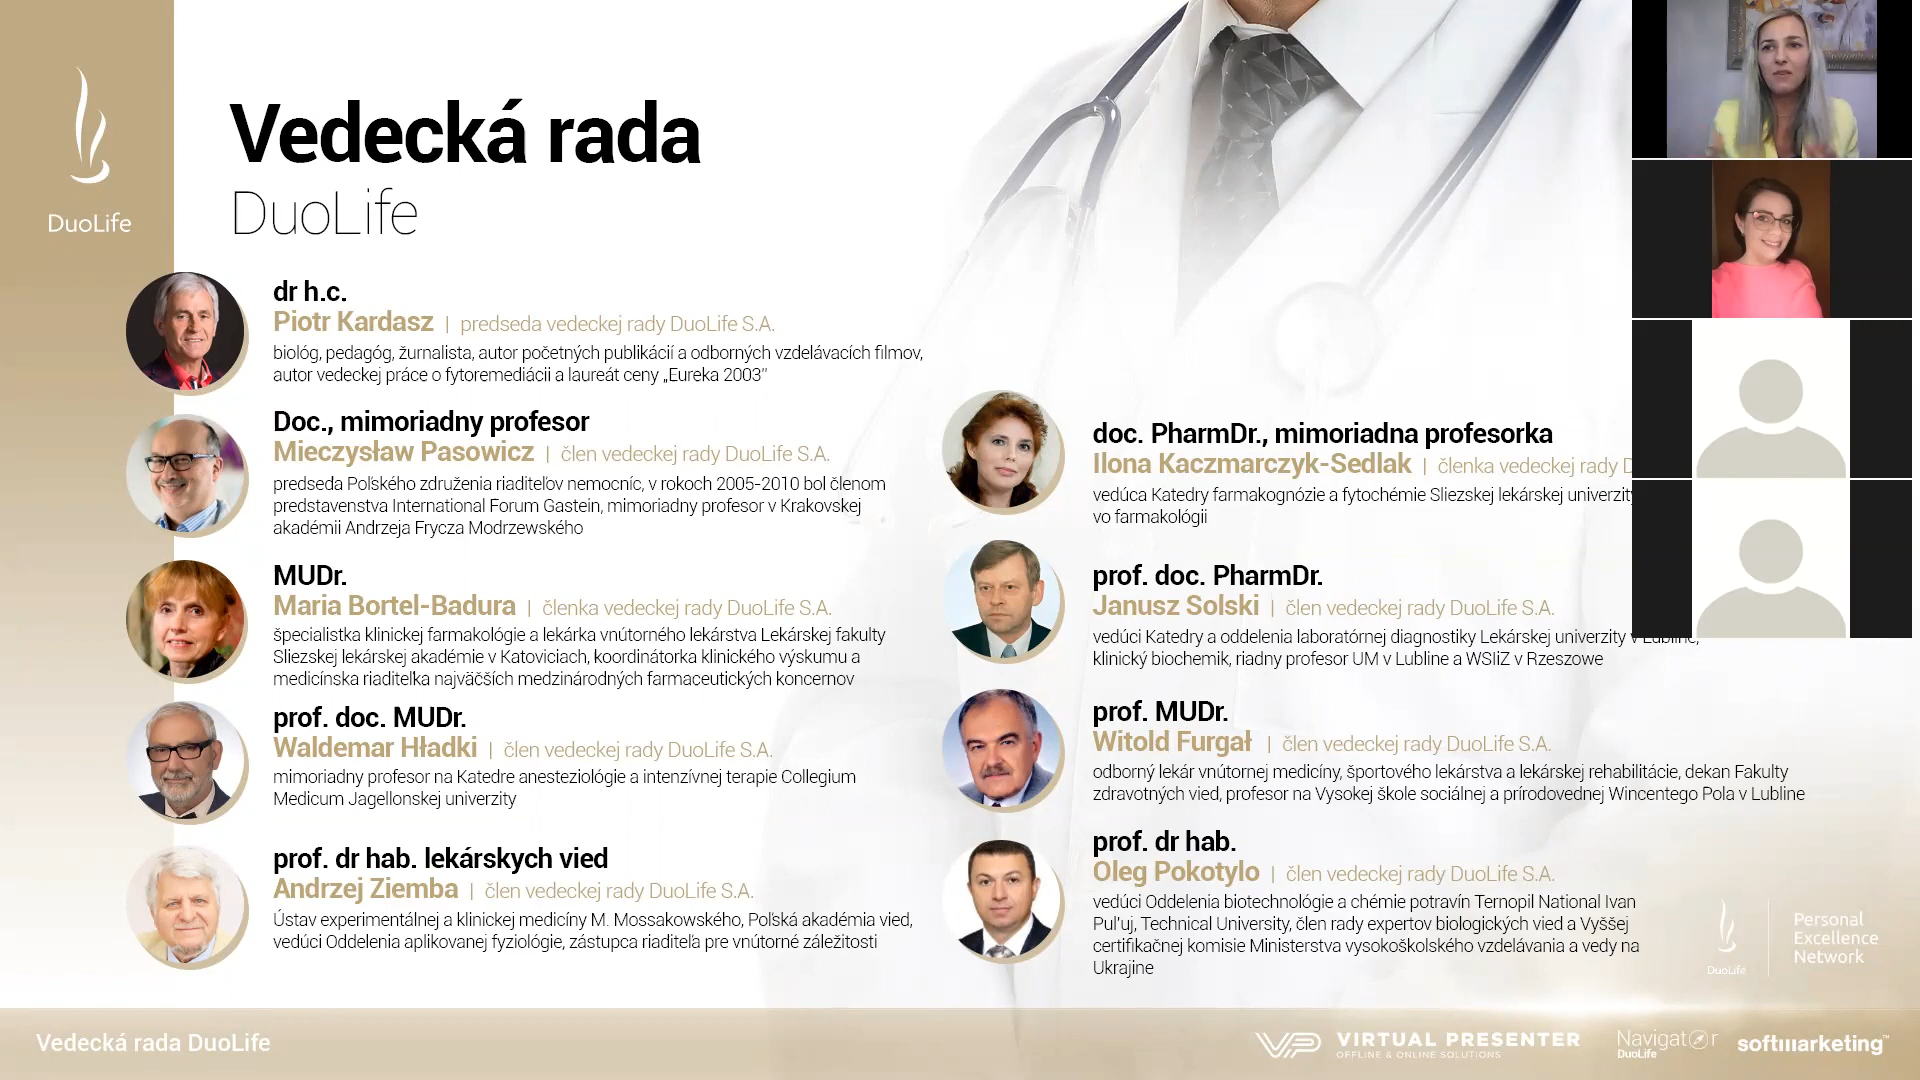 DuoLife
Vedecká rada
DuoLife
dr h.c.
Piotr Kardasz | predseda vedeckej rady DuoLife S.A.
biológ, pedagóg, žurnalista, autor početných publikácií a odborných vzdelávacích filmov,
autor vedeckej práce o fytoremediácii a laureát ceny „Eureka 2003"
Doc., mimoriadny profesor
Mieczysław Pasowicz | člen vedeckej rady DuoLife S.A.
predseda Poľského združenia riaditeľov nemocníc, v rokoch 2005-2010 bol členom
predstavenstva International Forum Gastein, mimoriadny profesor v Krakovskej
akadémii Andrzeja Frycza Modrzewského
MUDr.
Maria Bortel-Badura | členka vedeckej rady DuoLife S.A.
špecialistka klinickej farmakológie a lekárka vnútorného lekárstva Lekárskej fakulty
Sliezskej lekárskej akadémie v Katoviciach, koordinátorka klinického výskumu a
medicínska riaditeľka najväčších medzinárodných farmaceutických koncernov
prof. doc. MUDr.
Waldemar Hładki | člen vedeckej rady DuoLife S.A.
mimoriadny profesor na Katedre anesteziológie a intenzívnej terapie Collegium
Medicum Jagellonskej univerzity
prof. dr hab. lekárskych vied
Andrzej Ziemba | člen vedeckej rady DuoLife S.A.
Ústav experimentálnej a klinickej medicíny M. Mossakowského, Poľská akadémia vied,
vedúci Oddelenia aplikovanej fyziológie, zástupca riaditeľa pre vnútorné záležitosti
doc. PharmDr., mimoriadna profesorka
Ilona Kaczmarczyk-Sedlak | členka vedeckej rady
vedúca Katedry farmakognózie a fytochémie Sliezskej lekárskej univerzity
vo farmakológii
prof. doc. PharmDr.
Janusz Solski | člen vedeckej rady DuoLife S.A.
vedúci Katedry a oddelenia laboratórnej diagnostiky Lekárskej univerzity v Lubline,
klinický biochemik, riadny profesor UM v Lubline a WSIiZ v Rzeszowe
prof. MUDr.
Witold Furgał | člen vedeckej rady DuoLife S.A.
odborný lekár vnútornej medicíny, športového lekárstva a lekárskej rehabilitácie, dekan Fakulty
zdravotných vied, profesor na Vysokej škole sociálnej a prírodovednej Wincentego Pola v Lubline
prof. dr hab.
Oleg Pokotylo | člen vedeckej rady DuoLife S.A.
vedúci Oddelenia biotechnológie a chémie potravín Ternopil National Ivan
Pul'uj, Technical University, člen rady expertov biologických vied a Vyššej
certifikačnej komisie Ministerstva vysokoškolského vzdelávania a vedy na
Ukrajine
DuoLife
Personal
Excellence
Network
Vedecká rada DuoLife
VP VIRTUAL PRESENTER
OFFLINE & ONLINE SOLUTIONS
Navigator
DuoLife
softmarketing™